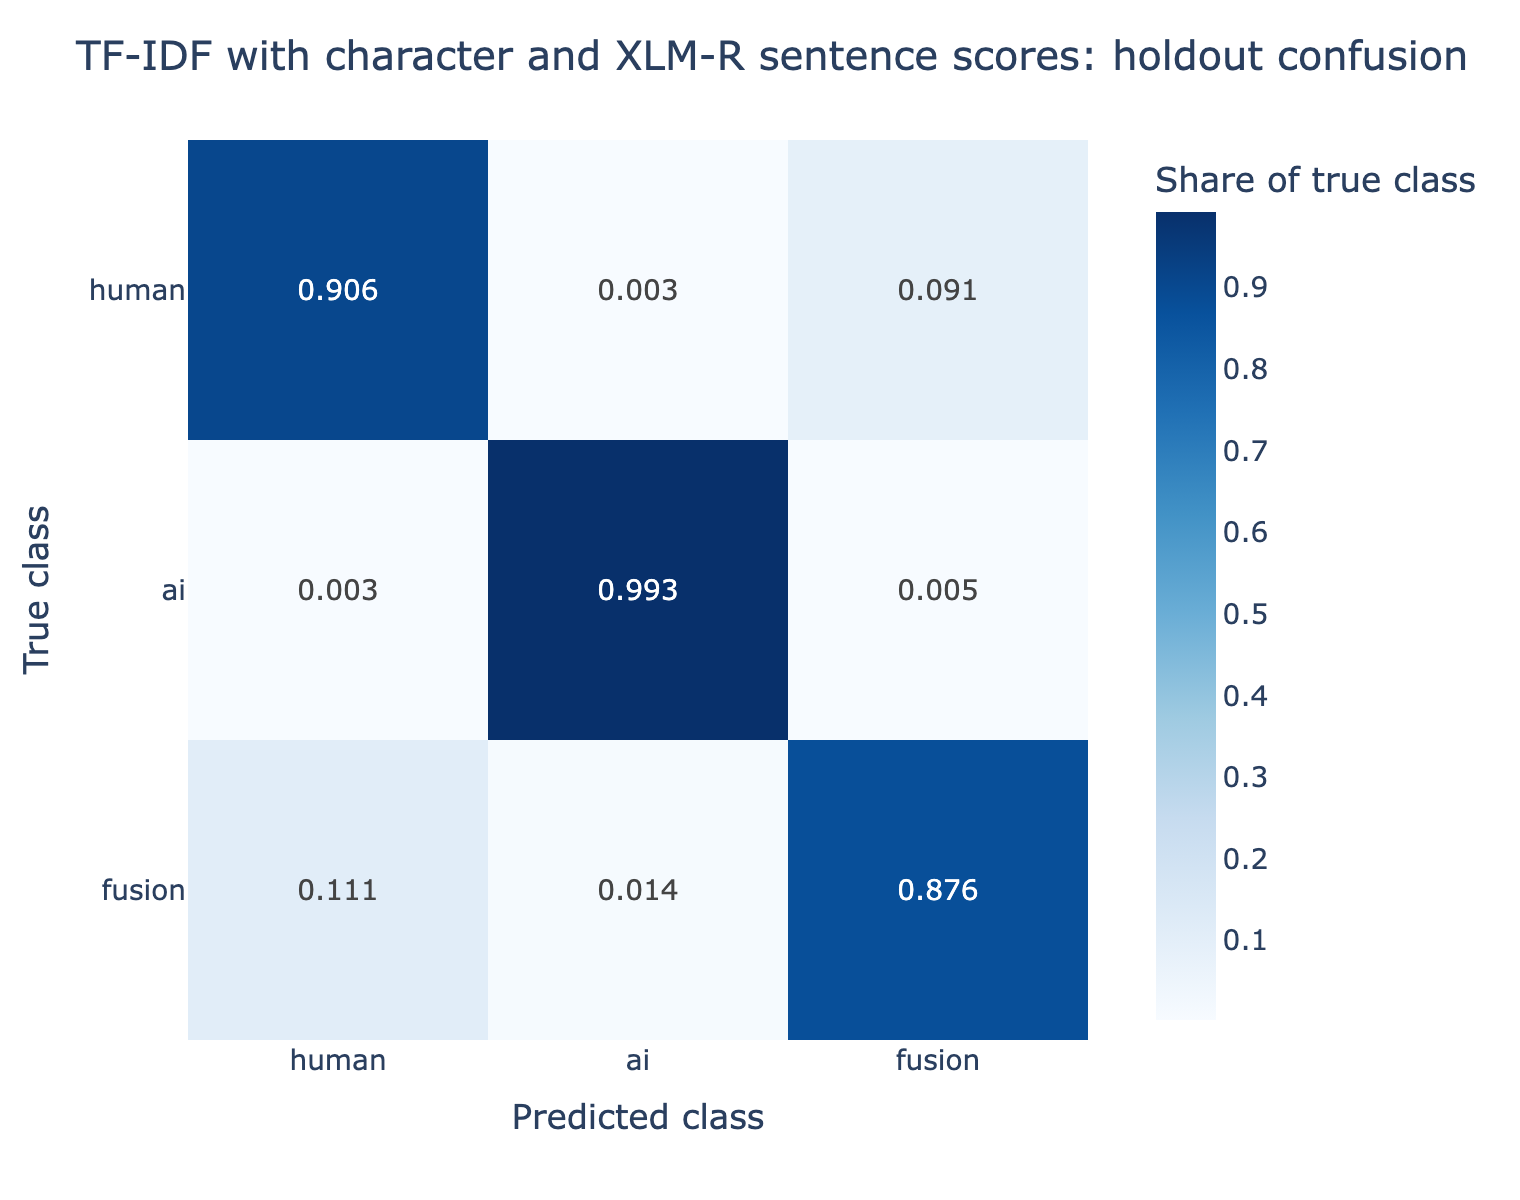 TF-IDF with character and XLM-R sentence scores: holdout confusion
Share of true class
human 0.906 0.003 0.091
ai 0.003 0.993 0.005
fusion 0.111 0.014 0.876
True class
human ai fusion
Predicted class
0.9
0.8
0.7
0.6
0.5
0.4
0.3
0.2
0.1